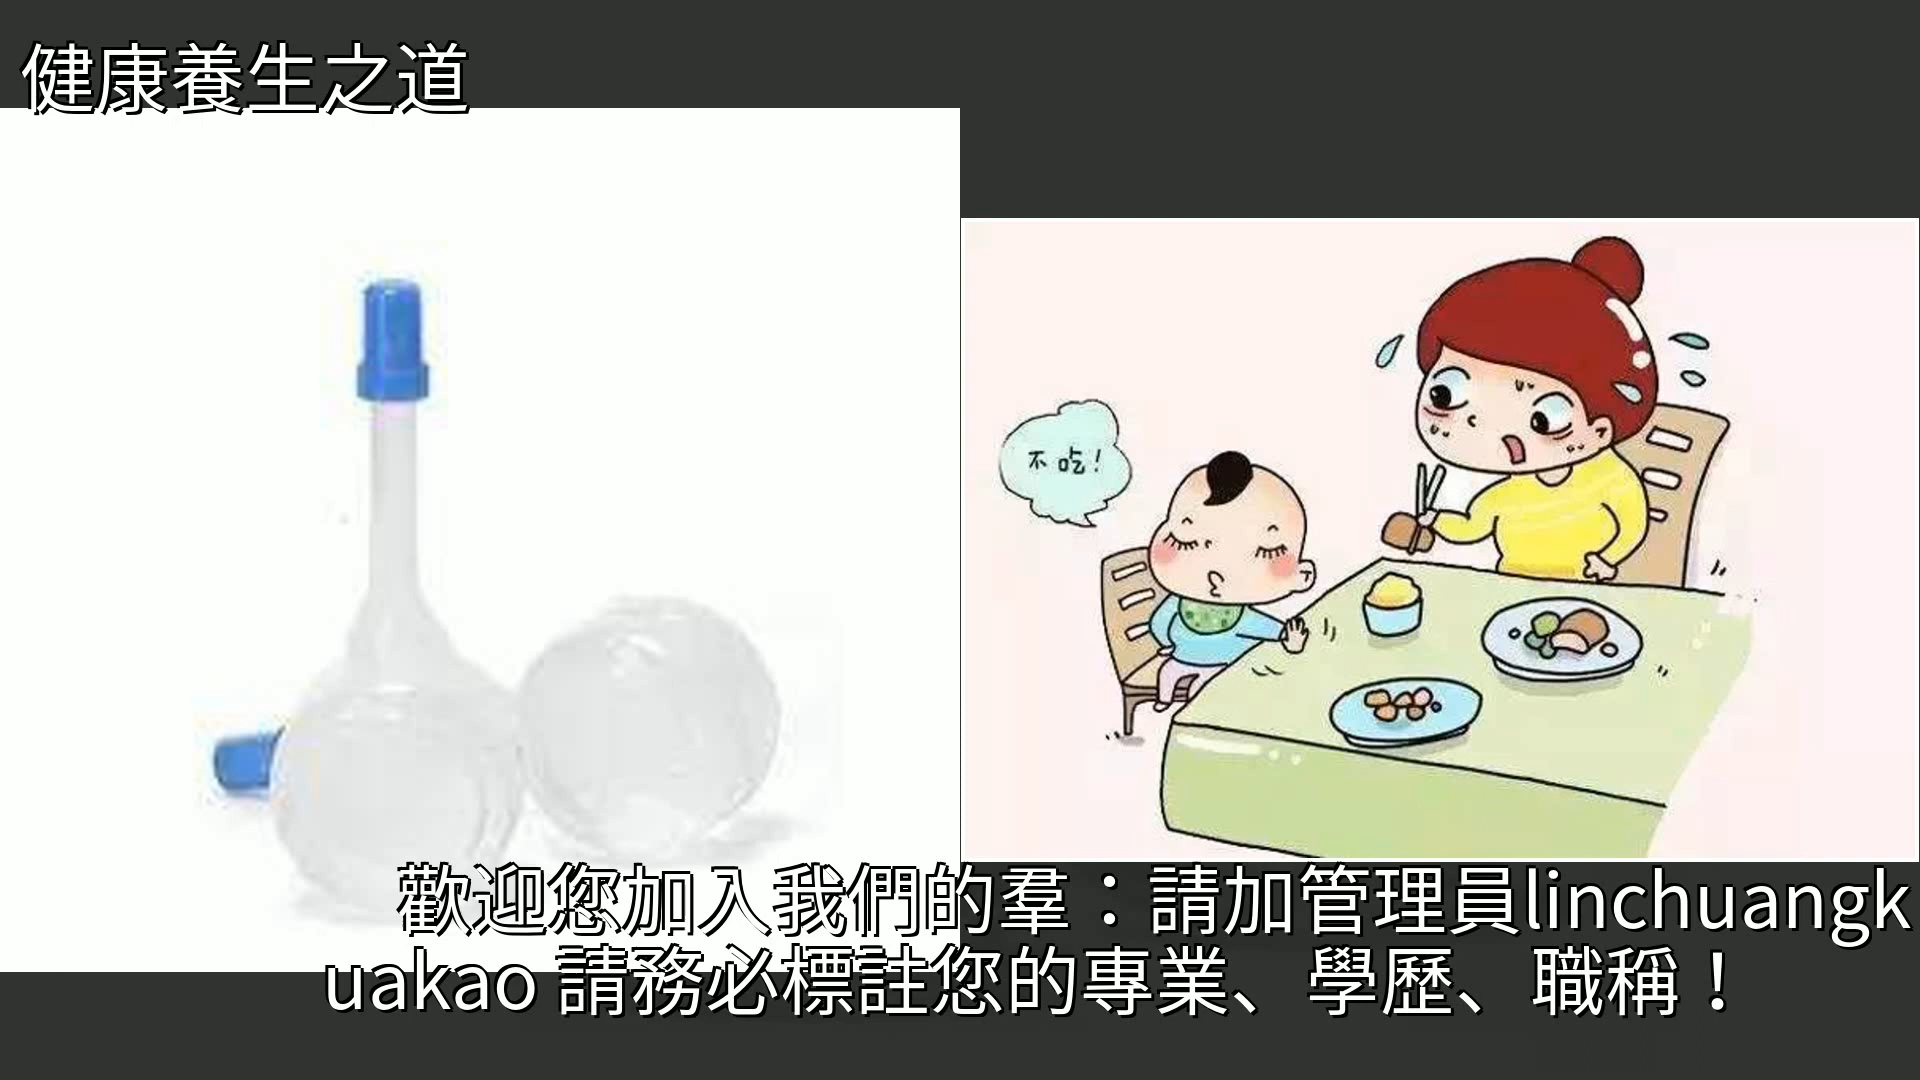 健康養生之道
不吃!
歡迎您加入我們的羣：請加管理員linchuangk
uakao 請務必標註您的專業、學歷、職稱！